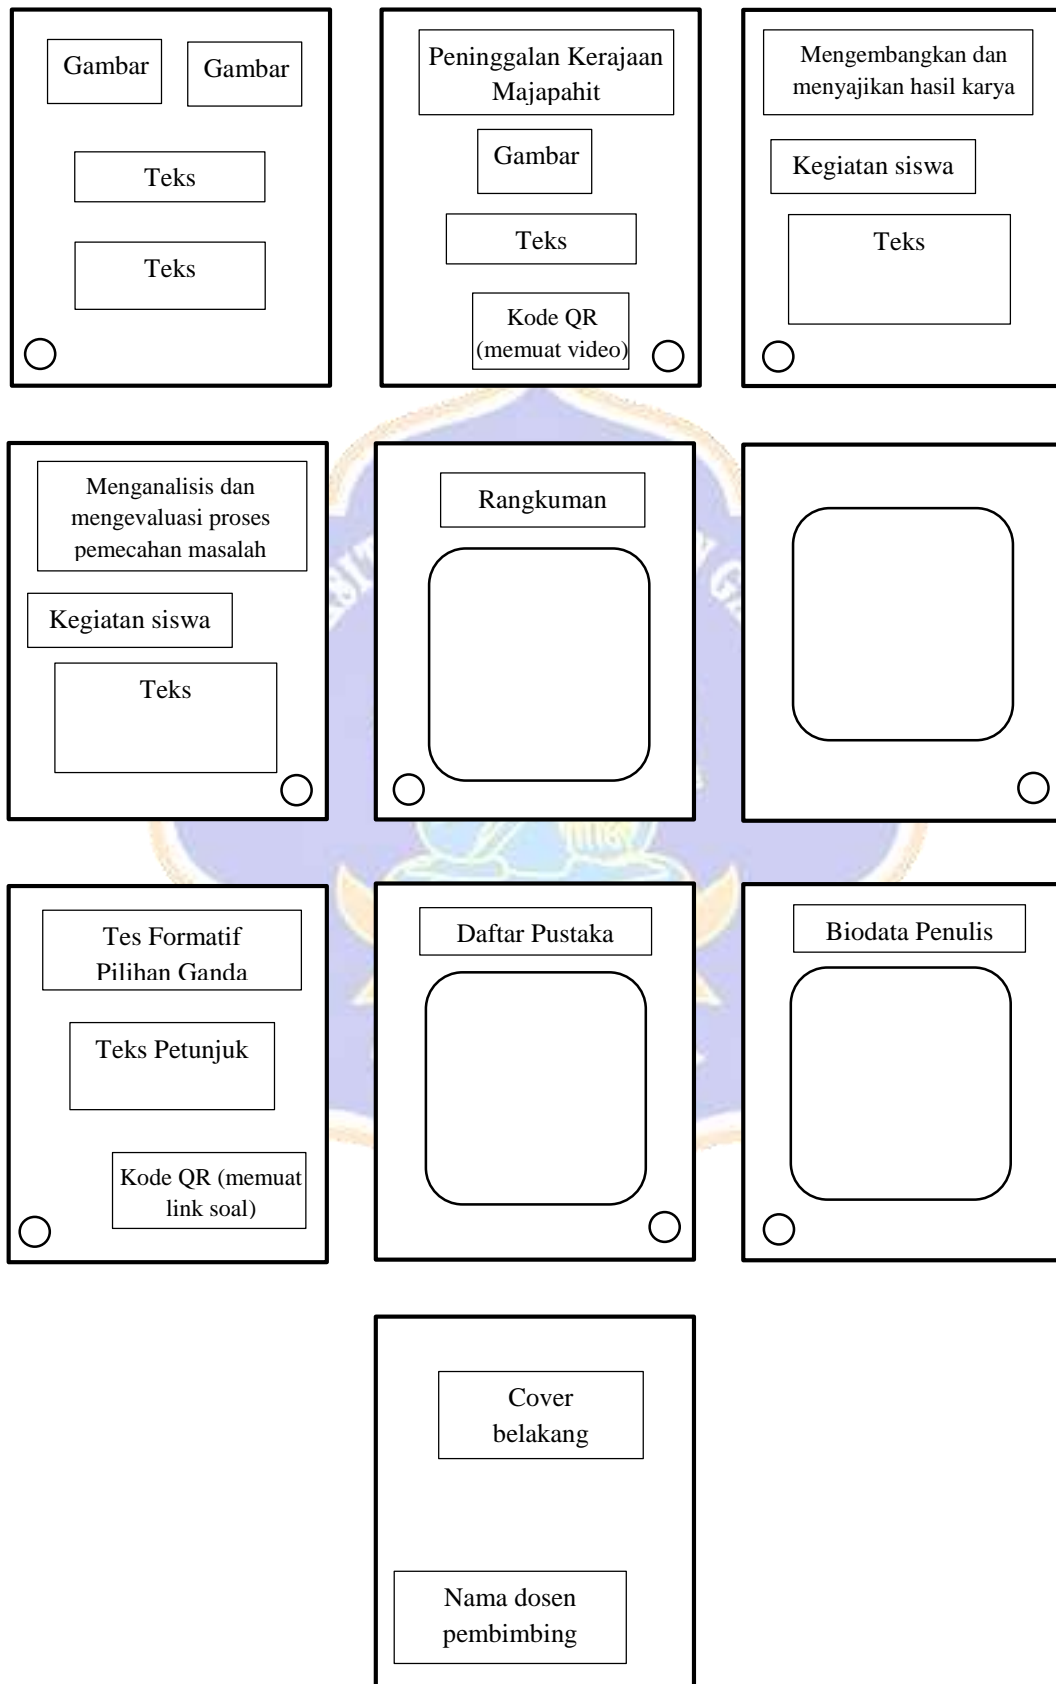 Gambar
Gambar
Teks
Teks
Peninggalan Kerajaan
Majapahit
Gambar
Teks
Kode QR
(memuat video)
Mengembangkan dan
menyajikan hasil karya
Kegiatan siswa
Teks
Menganalisis dan
mengevaluasi proses
pemecahan masalah
Kegiatan siswa
Teks
Rangkuman
Tes Formatif
Pilihan Ganda
Teks Petunjuk
Kode QR (memuat
link soal)
Daftar Pustaka
Biodata Penulis
Cover
belakang
Nama dosen
pembimbing